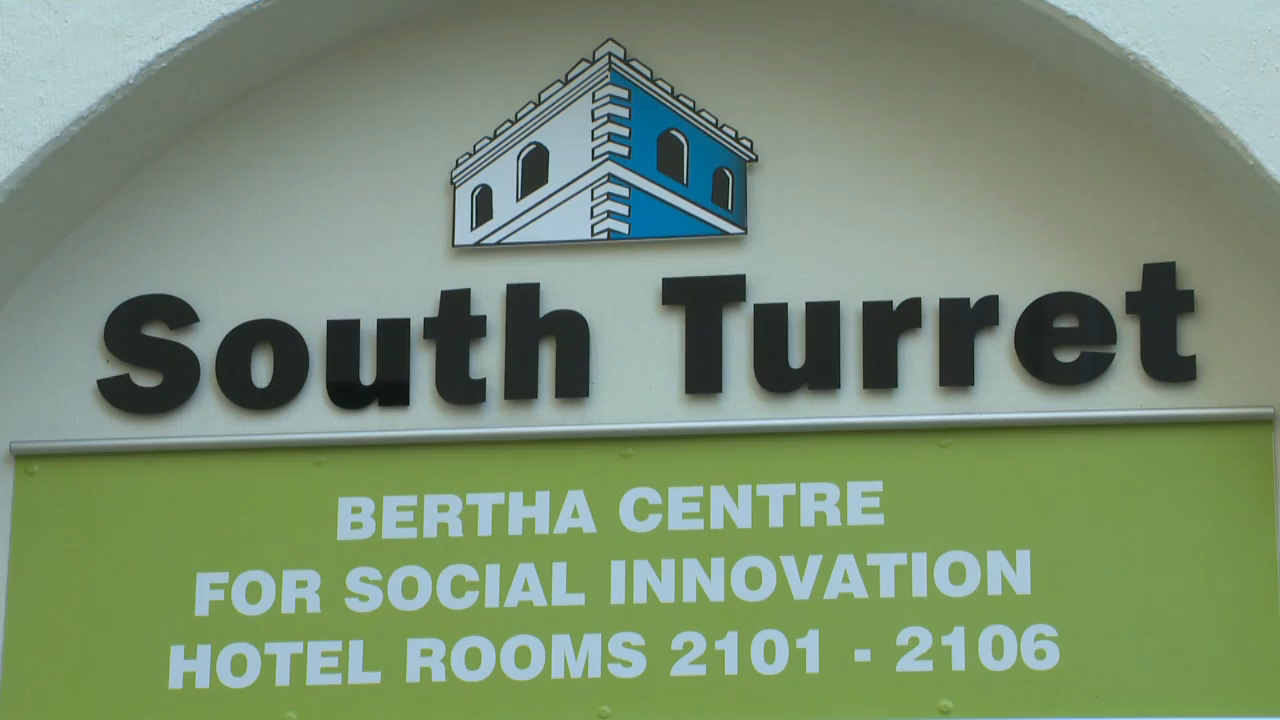 South Turret
BERTHA CENTRE
FOR SOCIAL INNOVATION
HOTEL ROOMS 2101 - 2106